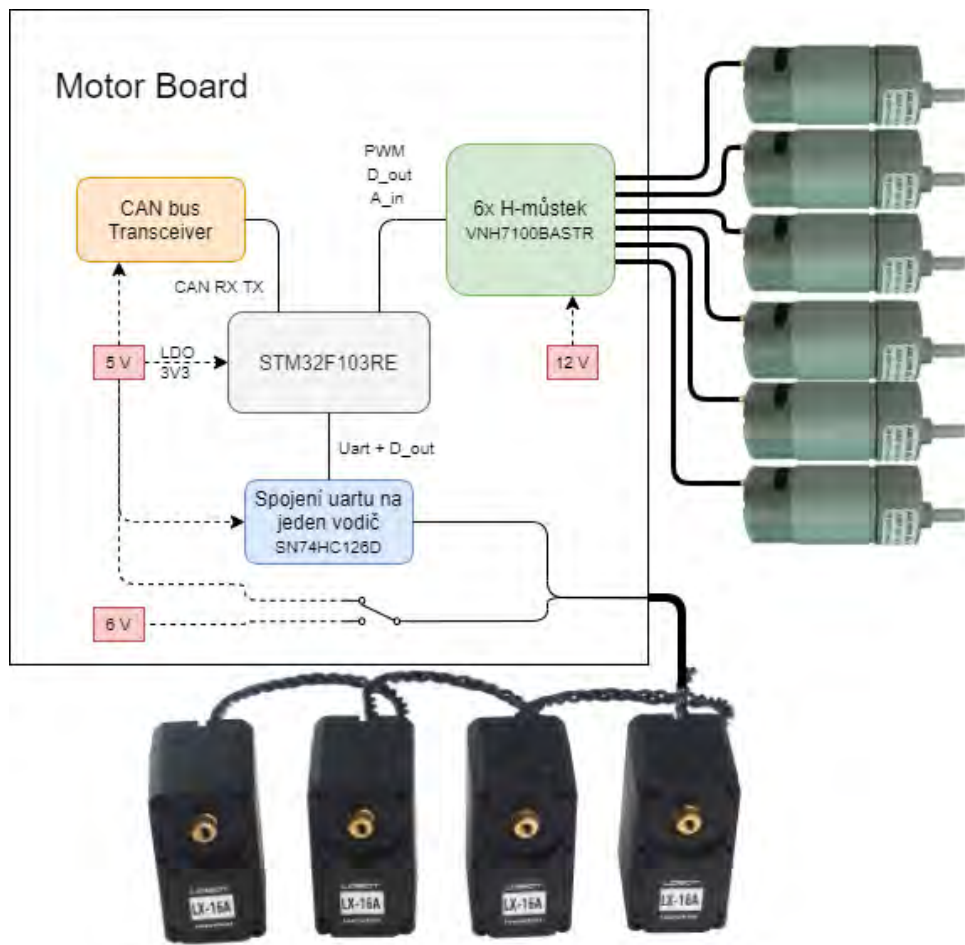 Motor Board
PWM
D_out
A_in
CAN bus
Transceiver
6x H-můstek
VNH7100BASTR
CAN RX TX
5 V
LDO
3V3
STM32F103RE
12 V
Uart + D_out
Spojení uartu na
jeden vodič
SN74HC126D
6 V
LX-16A
LX-16A
LX-16A
LX-16A